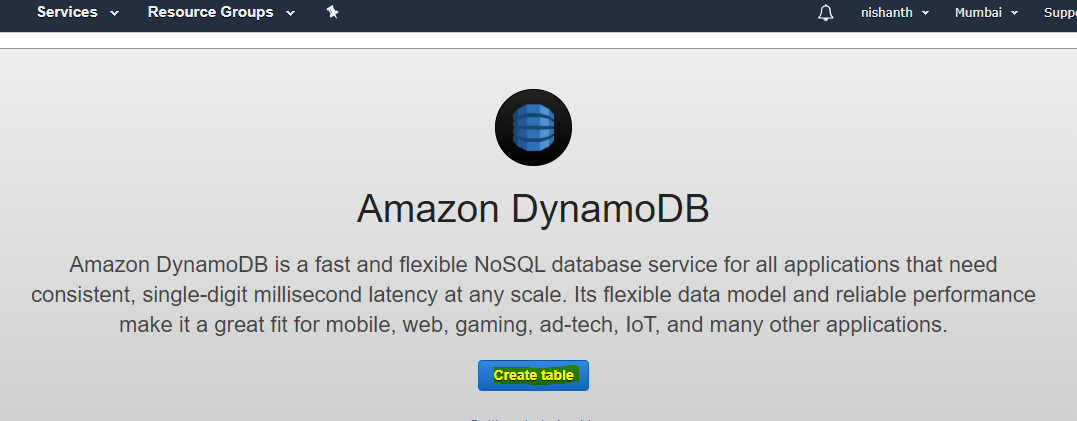 Services Resource Groups nishanth Mumbai
Amazon DynamoDB
Amazon DynamoDB is a fast and flexible NoSQL database service for all applications that need
consistent, single-digit millisecond latency at any scale. Its flexible data model and reliable performance
make it a great fit for mobile, web, gaming, ad-tech, IoT, and many other applications.
Create table